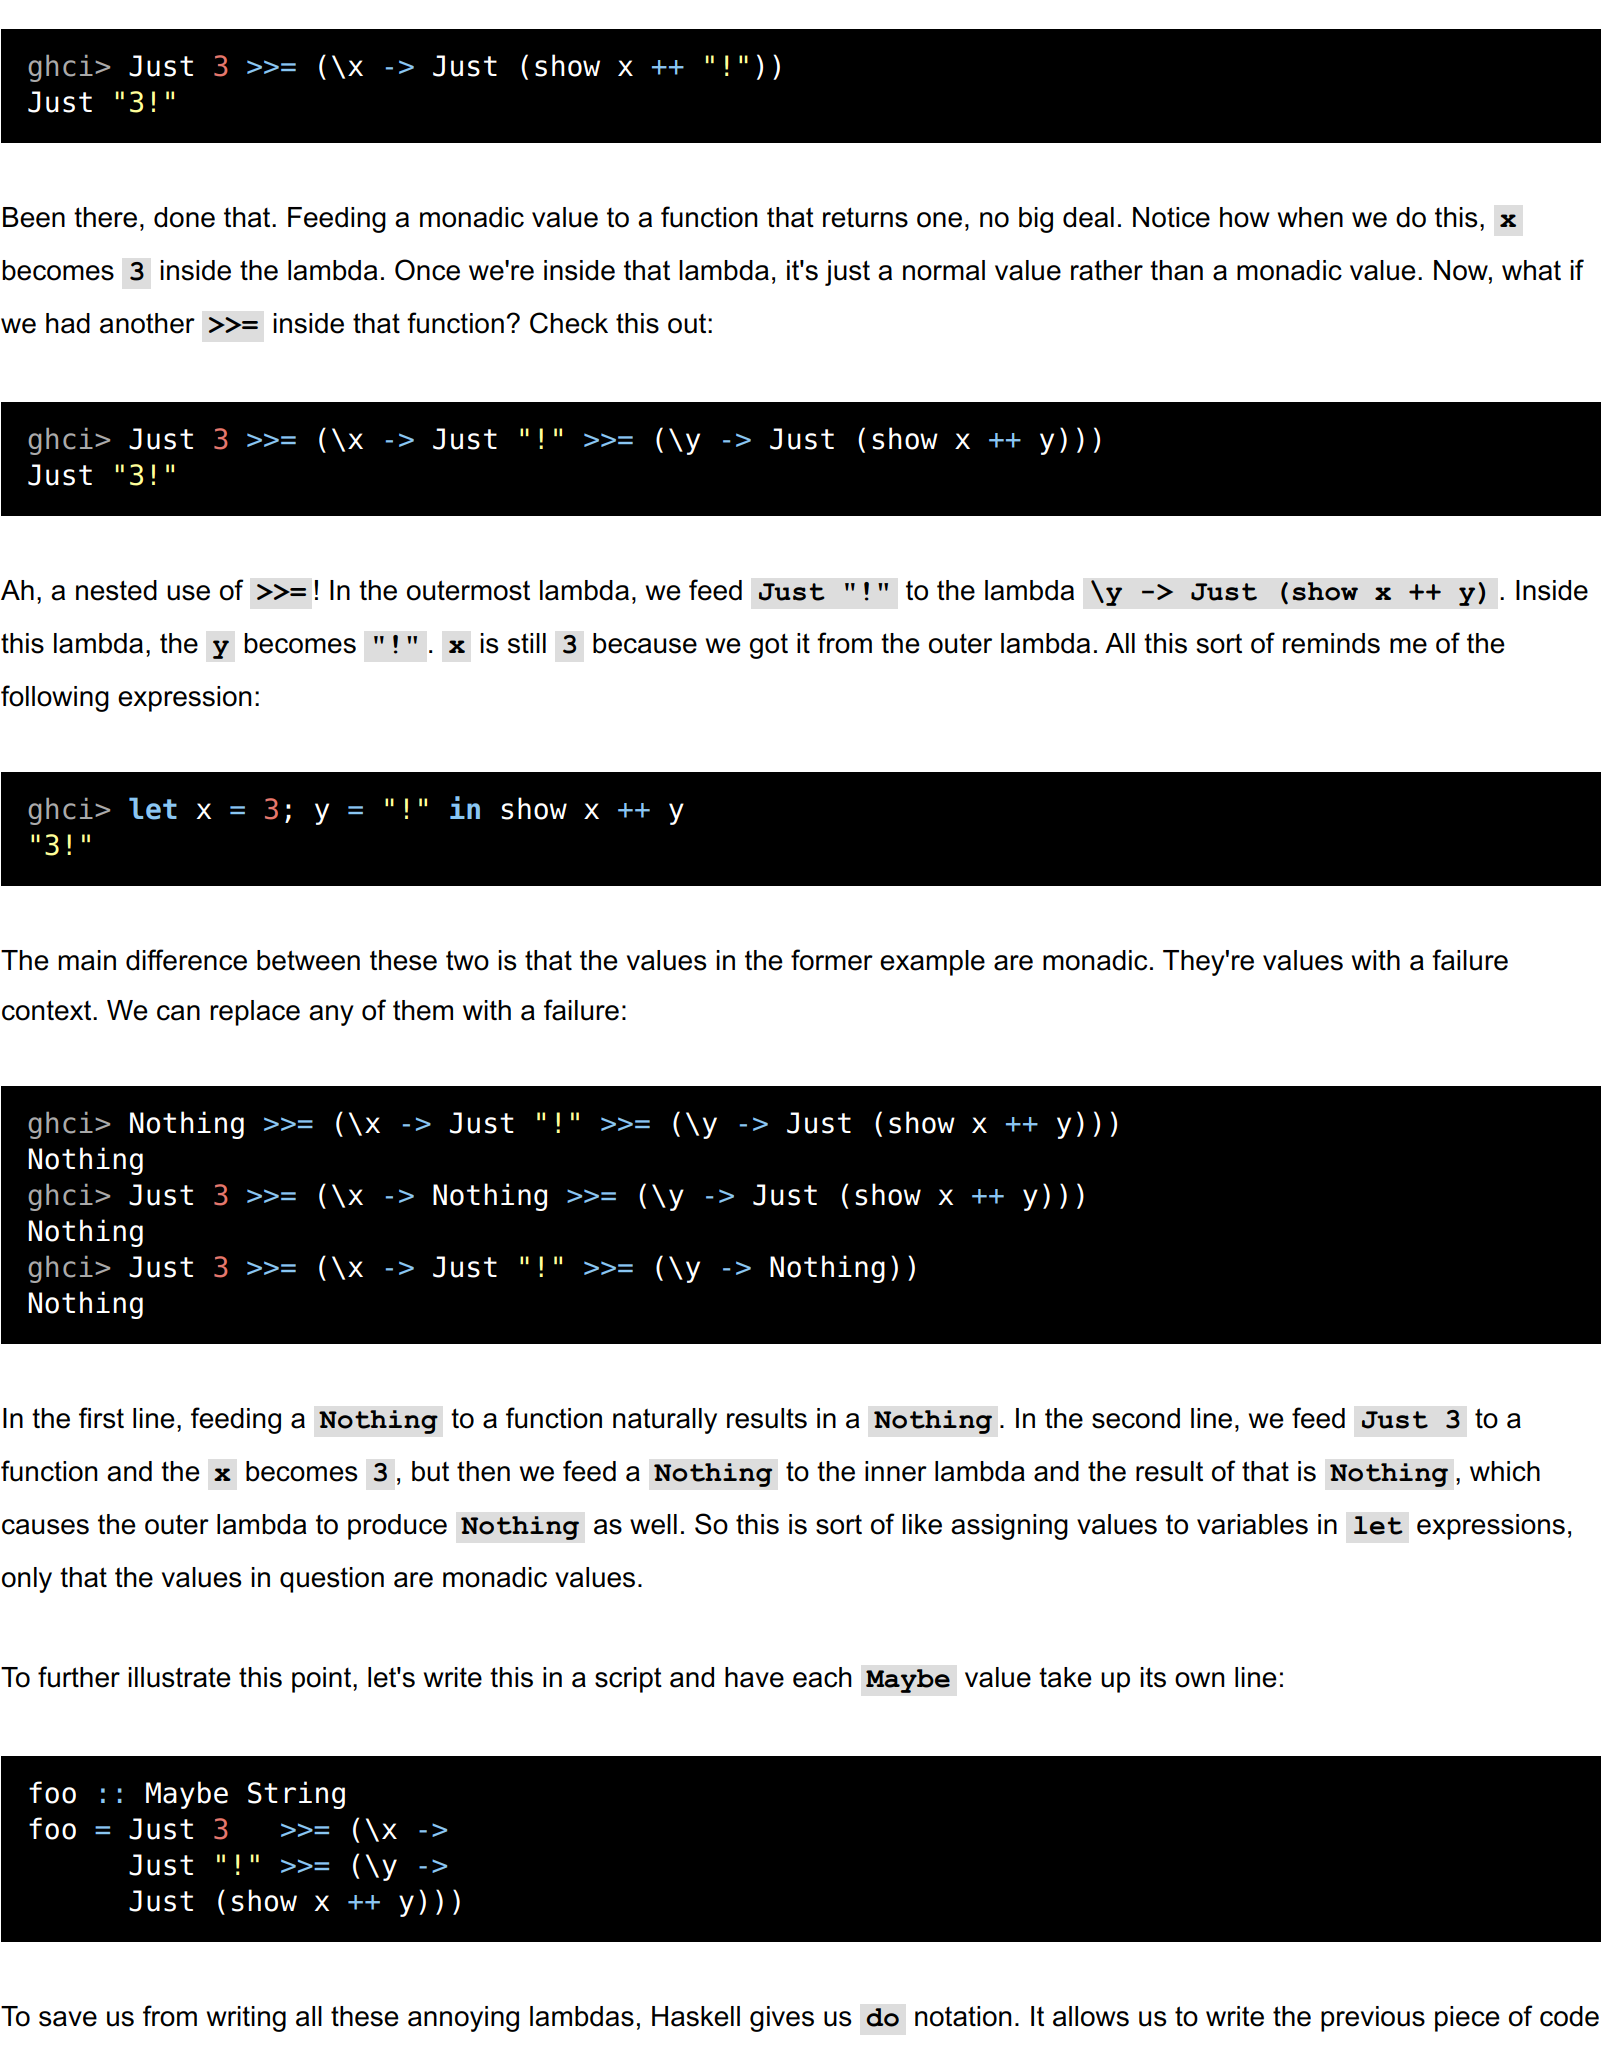 ghci> Just 3 >>= (\x -> Just (show x ++ "!"))
Just "3!"
Been there, done that. Feeding a monadic value to a function that returns one, no big deal. Notice how when we do this, x
becomes 3 inside the lambda. Once we're inside that lambda, it's just a normal value rather than a monadic value. Now, what if
we had another >>= inside that function? Check this out:
ghci> Just 3 >>= (\x -> Just "!" >>= (\y -> Just (show x ++ y)))
Just "3!"
Ah, a nested use of >>=! In the outermost lambda, we feed Just "!" to the lambda \y -> Just (show x ++ y). Inside
this lambda, the y becomes "!". x is still 3 because we got it from the outer lambda. All this sort of reminds me of the
following expression:
ghci> let x = 3; y = "!" in show x ++ y
"3!"
The main difference between these two is that the values in the former example are monadic. They're values with a failure
context. We can replace any of them with a failure:
ghci> Nothing >>= (\x -> Just "!" >>= (\y -> Just (show x ++ y)))
Nothing
ghci> Just 3 >>= (\x -> Nothing >>= (\y -> Just (show x ++ y)))
Nothing
ghci> Just 3 >>= (\x -> Just "!" >>= (\y -> Nothing))
Nothing
In the first line, feeding a Nothing to a function naturally results in a Nothing. In the second line, we feed Just 3 to a
function and the x becomes 3, but then we feed a Nothing to the inner lambda and the result of that is Nothing, which
causes the outer lambda to produce Nothing as well. So this is sort of like assigning values to variables in let expressions,
only that the values in question are monadic values.
To further illustrate this point, let's write this in a script and have each Maybe value take up its own line:
foo :: Maybe String
foo = Just 3   >>= (\x ->
      Just "!" >>= (\y ->
      Just (show x ++ y)))
To save us from writing all these annoying lambdas, Haskell gives us do notation. It allows us to write the previous piece of code